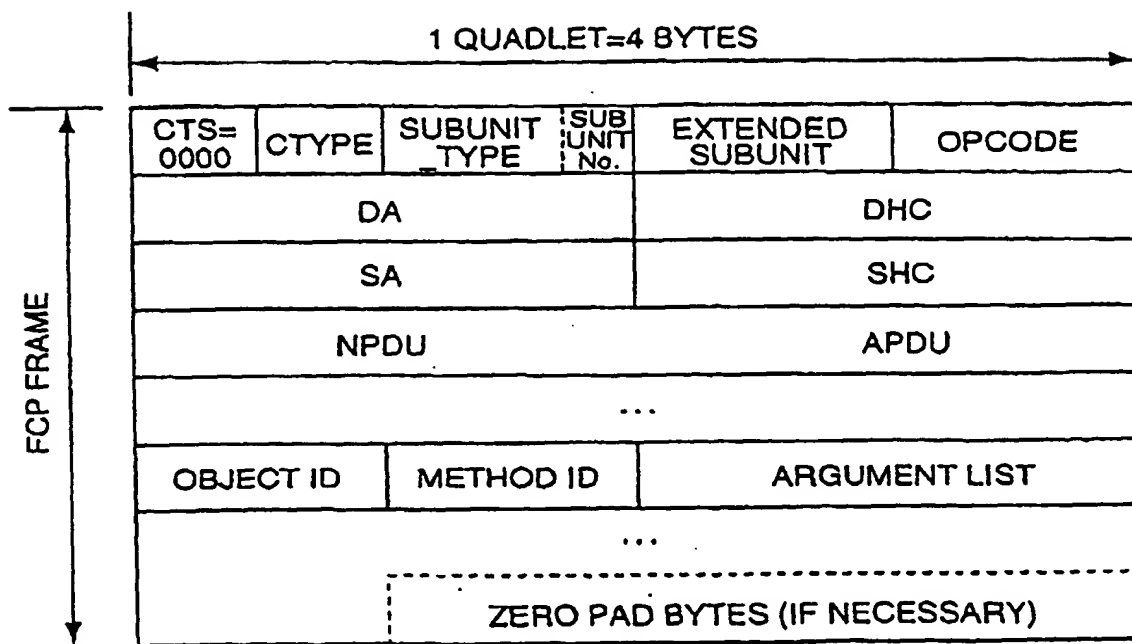 1 QUADLET=4 BYTES
FCP FRAME
CTS=
0000
CTYPE
SUBUNIT
_TYPE
SUB
UNIT
No.
EXTENDED
SUBUNIT
OPCODE
DA
DHC
SA
SHC
NPDU
APDU
...
OBJECT ID
METHOD ID
ARGUMENT LIST
...
ZERO PAD BYTES (IF NECESSARY)